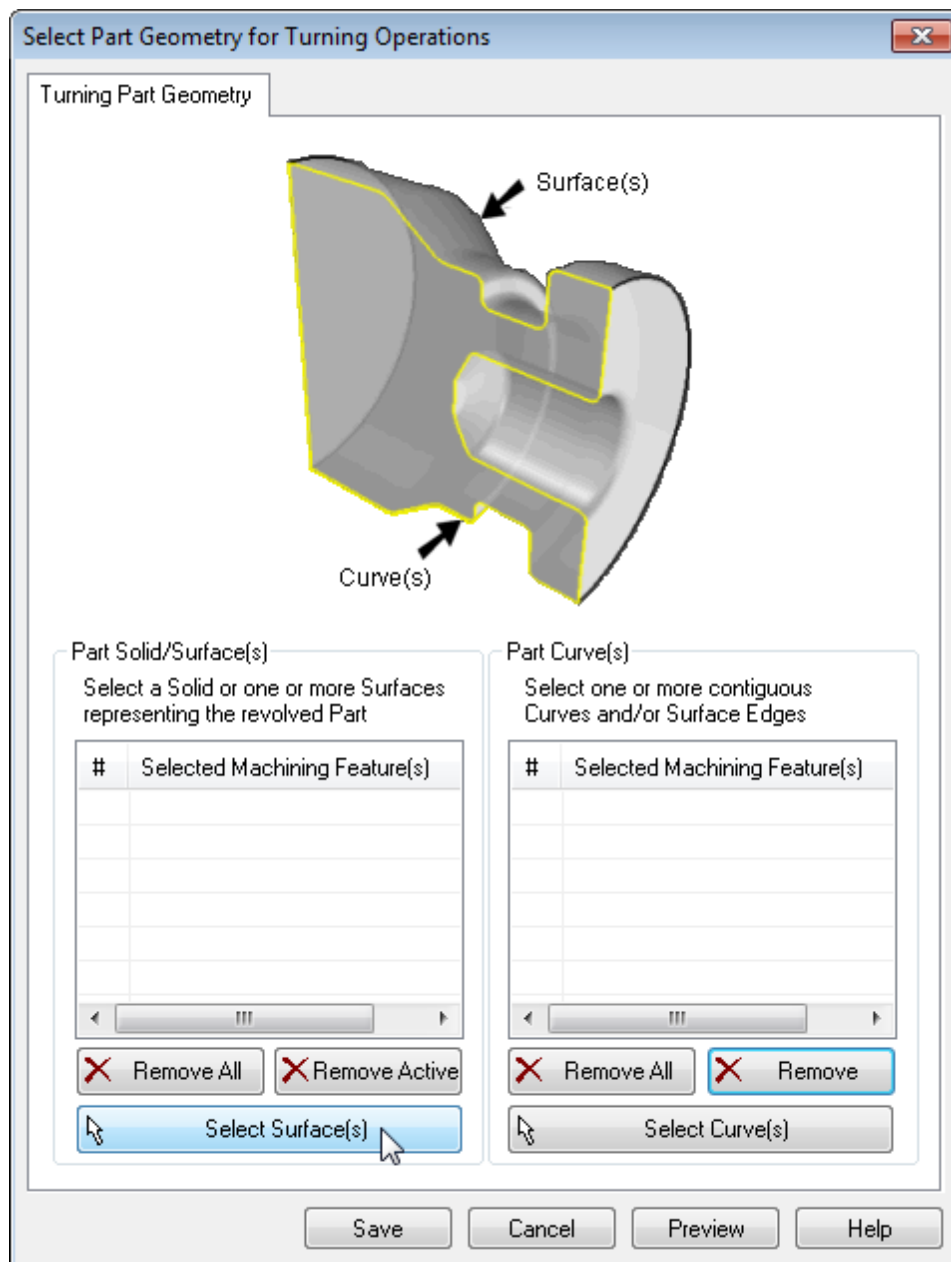 Select Part Geometry for Turning Operations
Turning Part Geometry
Surface(s)
Curve(s)
Part Solid/Surface(s)
Select a Solid or one or more Surfaces
representing the revolved Part
# Selected Machining Feature(s)
Remove All Remove Active
Select Surface(s)
Part Curve(s)
Select one or more contiguous
Curves and/or Surface Edges
# Selected Machining Feature(s)
Remove All Remove
Select Curve(s)
Save Cancel Preview Help